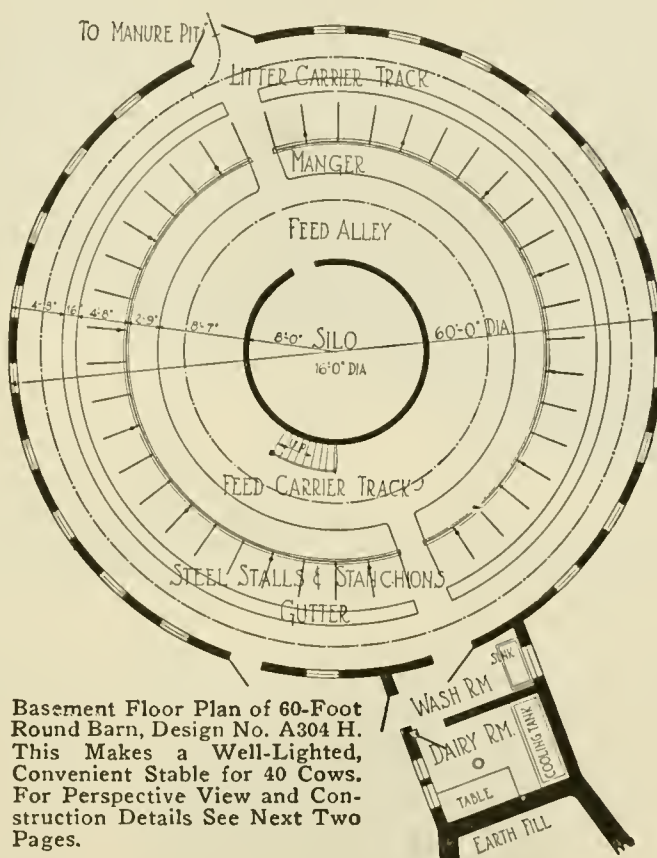 TO MANURE PIT
LITTER CARRIER TRACK
MANGER
FEED ALLEY
4'-9" 16" 4'-8" 2'-9" 8'-7" 8'-0" SILO 60'-0" DIA
16'-0" DIA
UP
FEED CARRIER TRACK
STEEL STALLS & STANCHIONS
GUTTER
SINK
WASH RM
DAIRY RM.
COOLING TANK
TABLE
EARTH FILL
Basement Floor Plan of 60-Foot
Round Barn, Design No. A304 H.
This Makes a Well-Lighted,
Convenient Stable for 40 Cows.
For Perspective View and Con-
struction Details See Next Two
Pages.